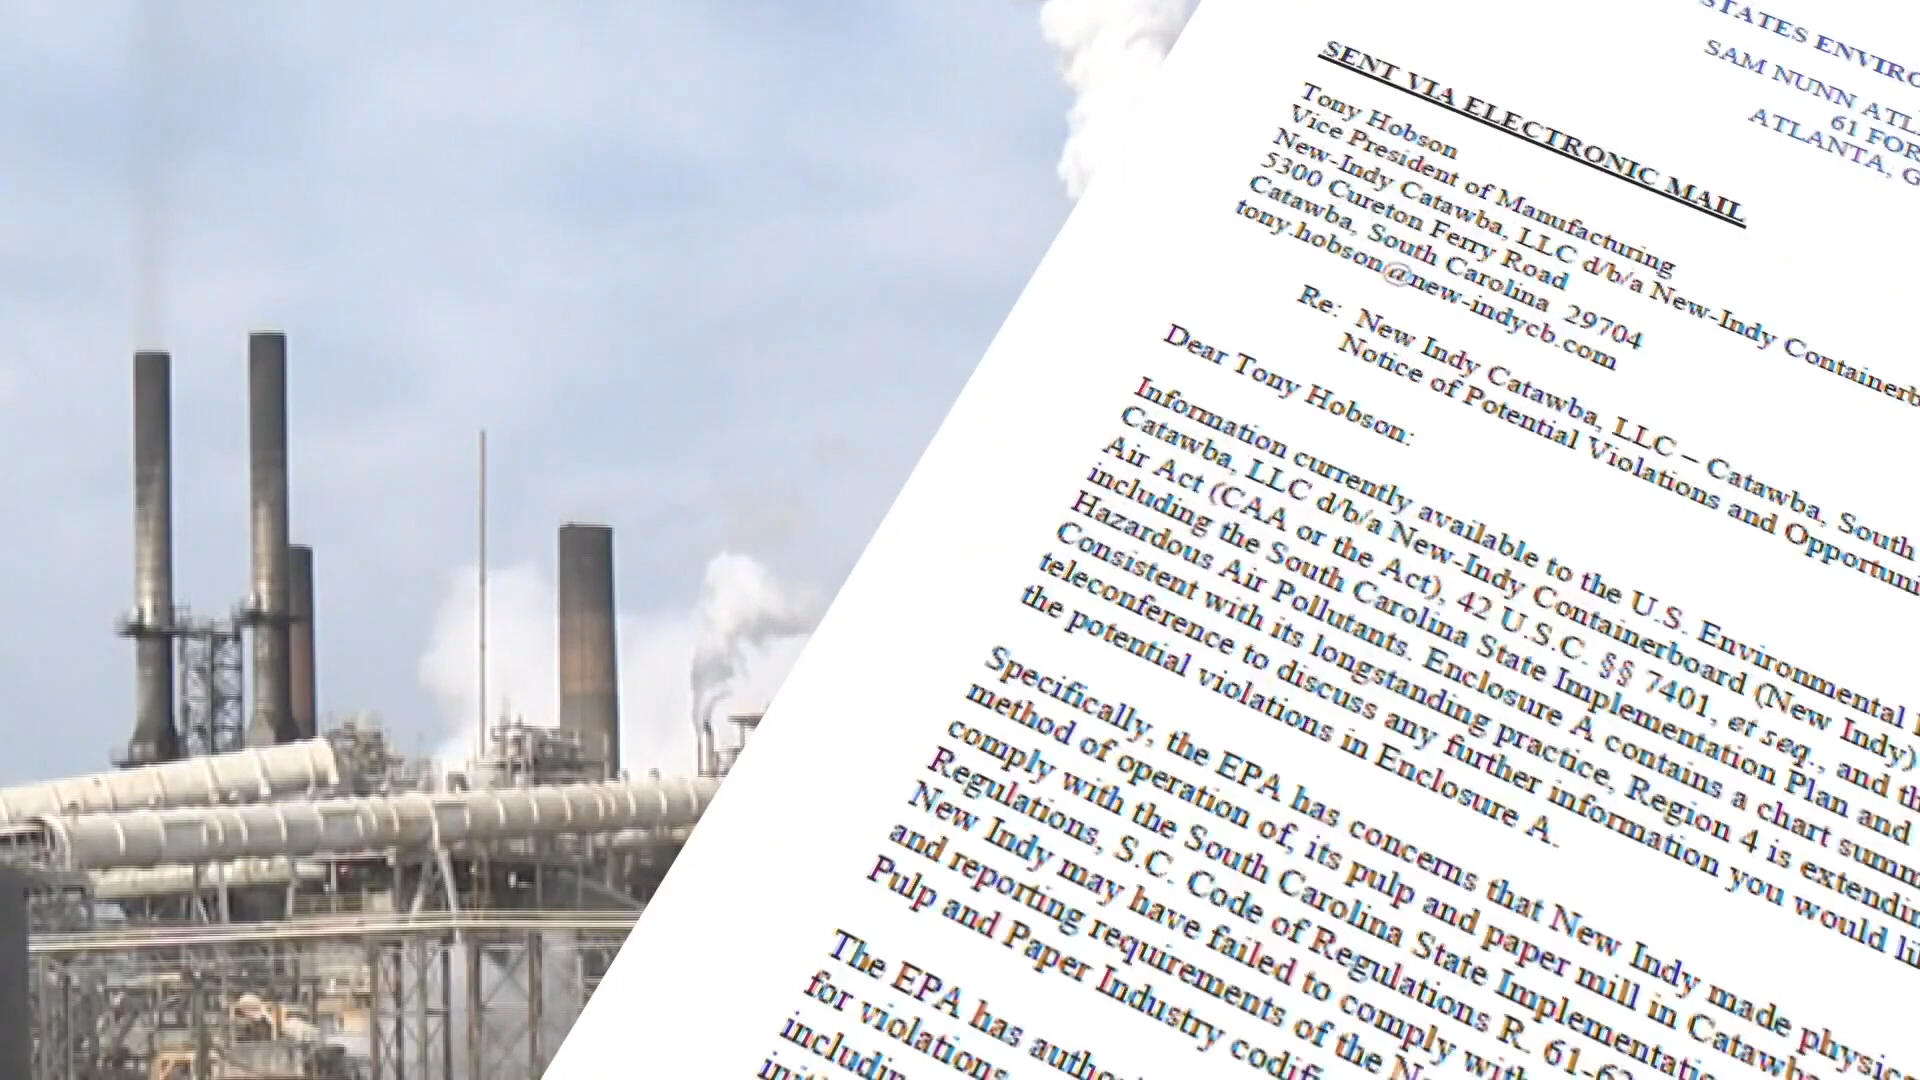 STATES ENVIRO
SAM NUNN ATL
61 FOR
ATLANTA, G
SENT VIA ELECTRONIC MAIL
Tony Hobson
Vice President of Manufacturing
New-Indy Catawba, LLC d/b/a New-Indy Containerb
5300 Cureton Ferry Road
Catawba, South Carolina 29704
tony.hobson@new-indycb.com
Re: New Indy Catawba, LLC – Catawba, South
Notice of Potential Violations and Opportuni
Dear Tony Hobson:
Information currently available to the U.S. Environmental
Catawba, LLC d/b/a New-Indy Containerboard (New Indy)
Air Act (CAA or the Act), 42 U.S.C. §§ 7401, et seq., and th
including the South Carolina State Implementation Plan and
Hazardous Air Pollutants. Enclosure A contains a chart summ
Consistent with its longstanding practice, Region 4 is extendin
teleconference to discuss any further information you would li
the potential violations in Enclosure A.
Specifically, the EPA has concerns that New Indy made physic
method of operation of, its pulp and paper mill in Catawba
comply with the South Carolina State Implementati
Regulations, S.C. Code of Regulations R. 61-62
New Indy may have failed to comply with
and reporting requirements of the Na
Pulp and Paper Industry codifi
The EPA has author
for violations
includin
initi